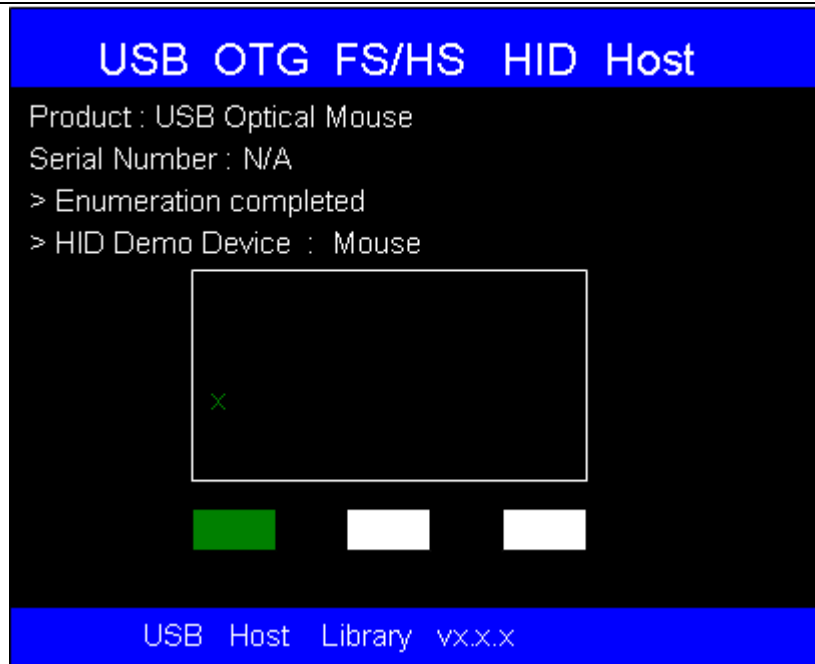 USB OTG FS/HS HID Host
Product : USB Optical Mouse
Serial Number : N/A
> Enumeration completed
> HID Demo Device : Mouse
x
USB Host Library vx.x.x